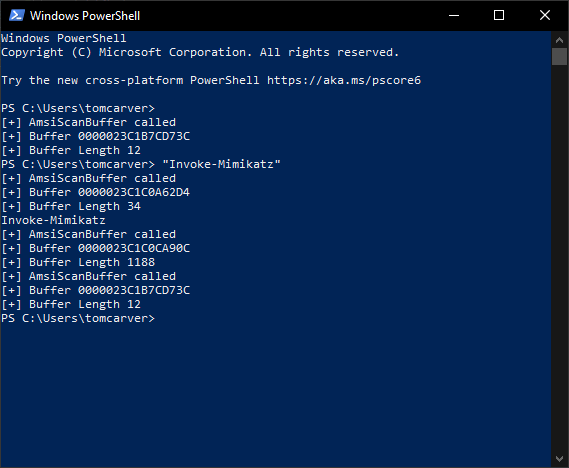 Windows PowerShell
Windows PowerShell
Copyright (C) Microsoft Corporation. All rights reserved.
Try the new cross-platform PowerShell https://aka.ms/pscore6
PS C:\Users\tomcarver>
[+] AmsiScanBuffer called
[+] Buffer 0000023C1B7CD73C
[+] Buffer Length 12
PS C:\Users\tomcarver> "Invoke-Mimikatz"
[+] AmsiScanBuffer called
[+] Buffer 0000023C1C0A62D4
[+] Buffer Length 34
Invoke-Mimikatz
[+] AmsiScanBuffer called
[+] Buffer 0000023C1C0CA90C
[+] Buffer Length 1188
[+] AmsiScanBuffer called
[+] Buffer 0000023C1B7CD73C
[+] Buffer Length 12
PS C:\Users\tomcarver>